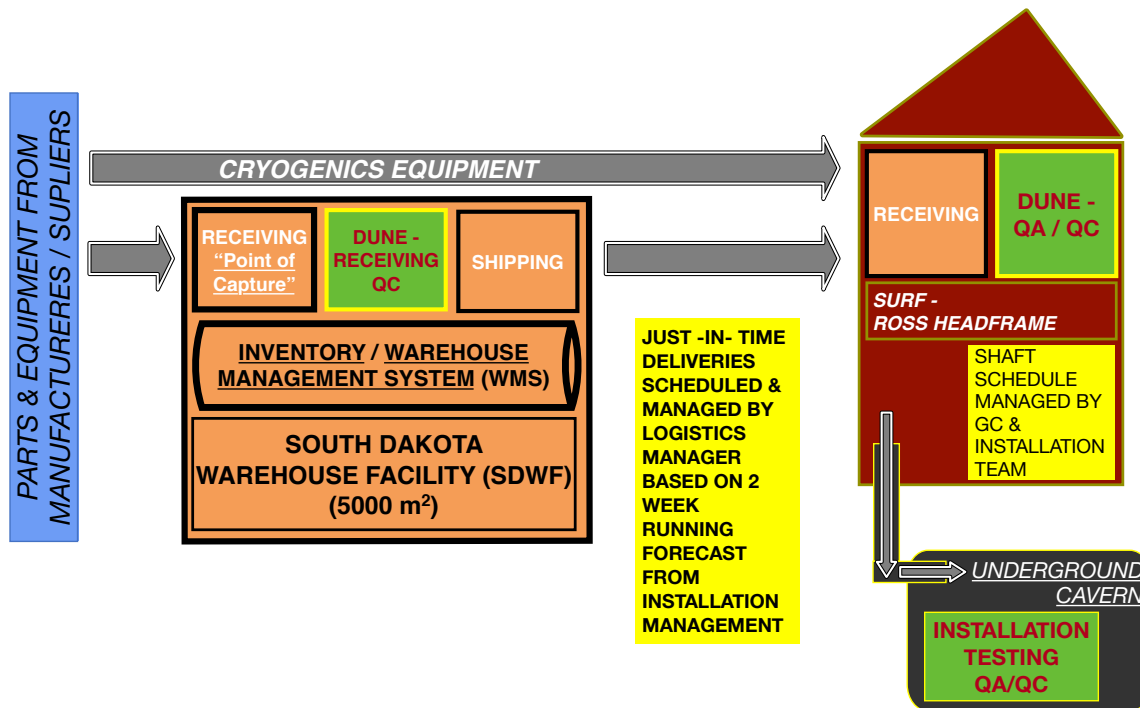 PARTS & EQUIPMENT FROM
MANUFACTURERES / SUPLIERS
CRYOGENICS EQUIPMENT
RECEIVING
“Point of
Capture”
DUNE -
RECEIVING
QC
SHIPPING
INVENTORY / WAREHOUSE
MANAGEMENT SYSTEM (WMS)
SOUTH DAKOTA
WAREHOUSE FACILITY (SDWF)
(5000 m²)
JUST -IN- TIME
DELIVERIES
SCHEDULED &
MANAGED BY
LOGISTICS
MANAGER
BASED ON 2
WEEK
RUNNING
FORECAST
FROM
INSTALLATION
MANAGEMENT
RECEIVING
DUNE -
QA / QC
SURF -
ROSS HEADFRAME
SHAFT
SCHEDULE
MANAGED BY
GC &
INSTALLATION
TEAM
UNDERGROUND
CAVERN
INSTALLATION
TESTING
QA/QC